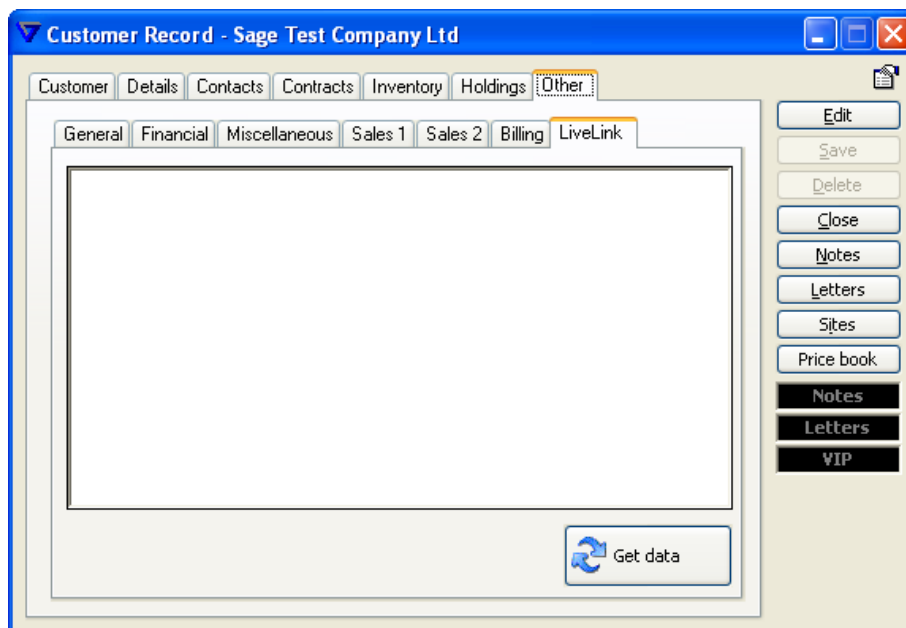 Customer Record - Sage Test Company Ltd
Customer Details Contacts Contracts Inventory Holdings Other
General Financial Miscellaneous Sales 1 Sales 2 Billing LiveLink
Get data
Edit
Save
Delete
Close
Notes
Letters
Sites
Price book
Notes
Letters
VIP